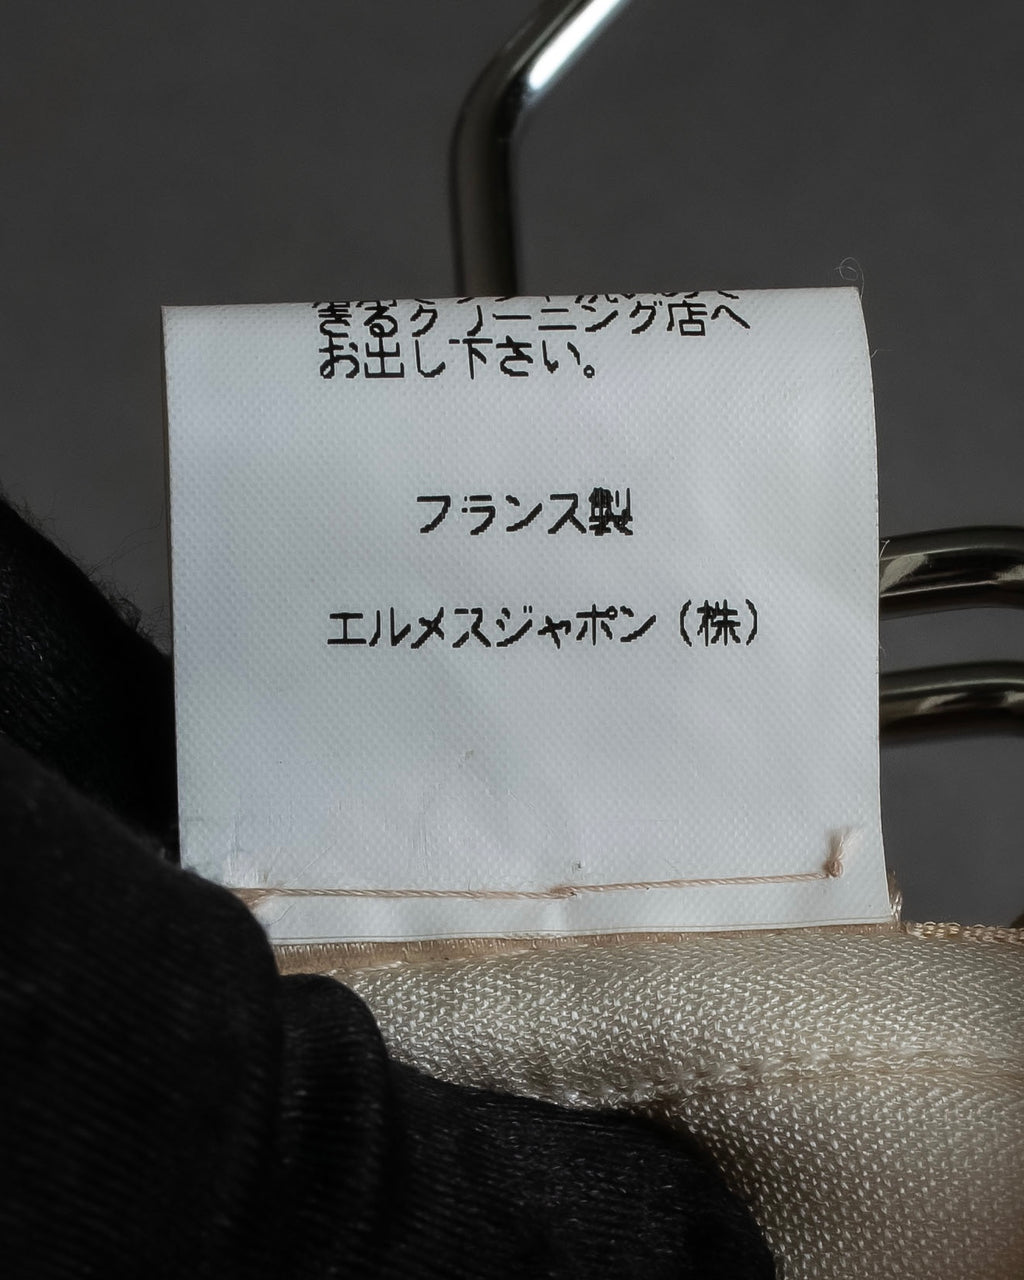 きるクリーニング店へ
お出し下さい。
フランス製
エルメスジャポン（株）